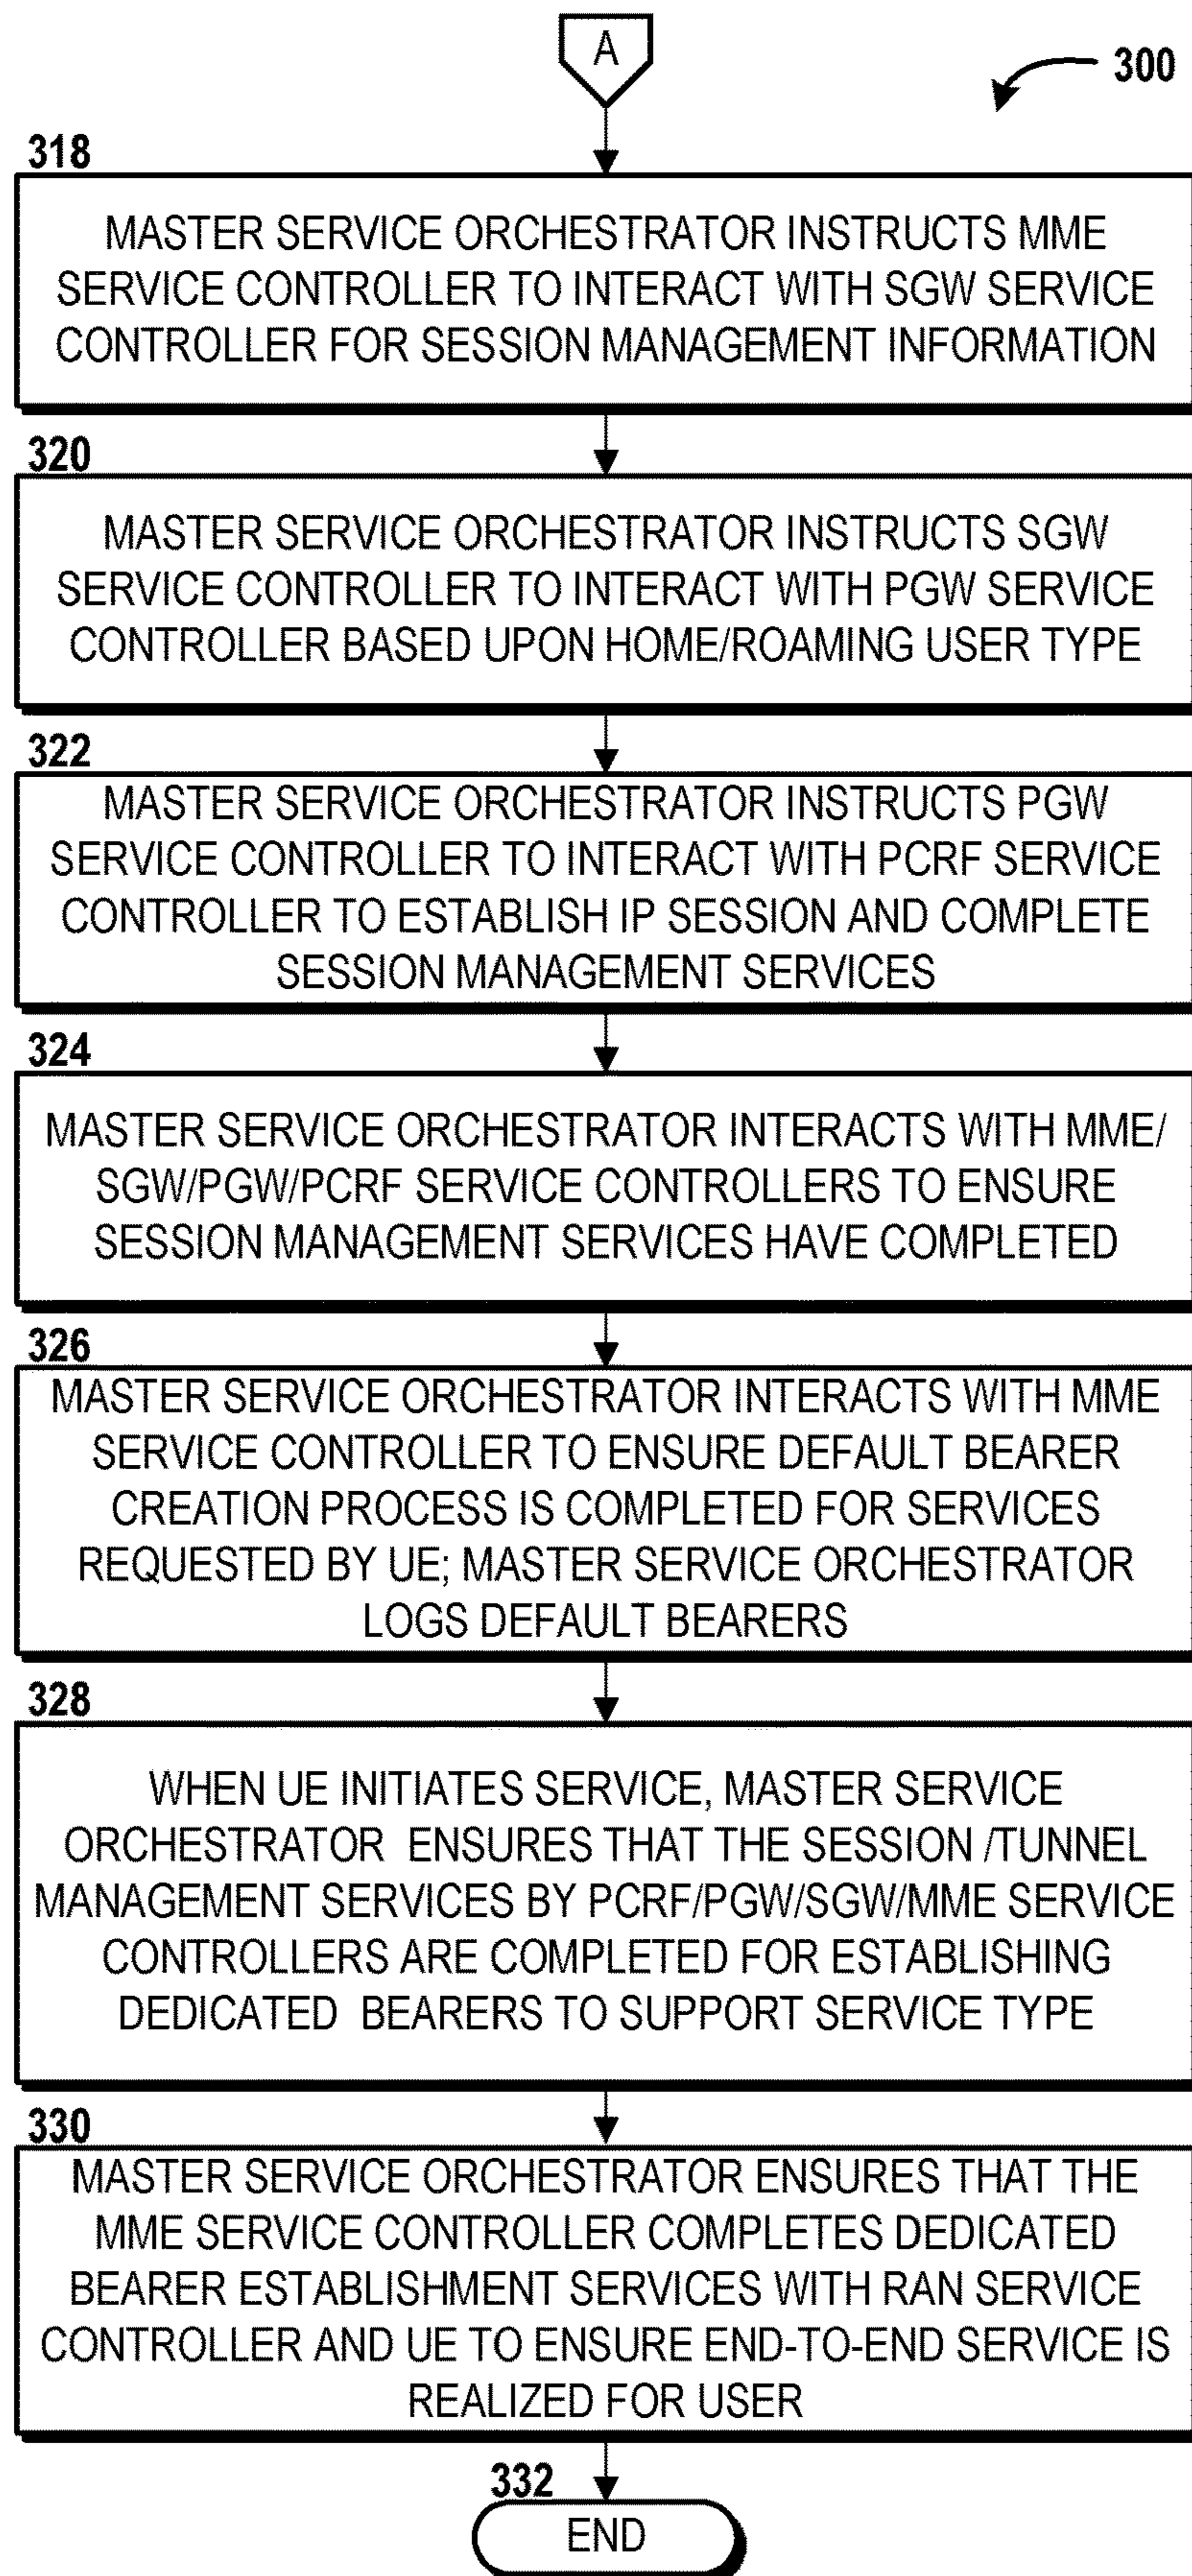 A
300
318
MASTER SERVICE ORCHESTRATOR INSTRUCTS MME
SERVICE CONTROLLER TO INTERACT WITH SGW SERVICE
CONTROLLER FOR SESSION MANAGEMENT INFORMATION
320
MASTER SERVICE ORCHESTRATOR INSTRUCTS SGW
SERVICE CONTROLLER TO INTERACT WITH PGW SERVICE
CONTROLLER BASED UPON HOME/ROAMING USER TYPE
322
MASTER SERVICE ORCHESTRATOR INSTRUCTS PGW
SERVICE CONTROLLER TO INTERACT WITH PCRF SERVICE
CONTROLLER TO ESTABLISH IP SESSION AND COMPLETE
SESSION MANAGEMENT SERVICES
324
MASTER SERVICE ORCHESTRATOR INTERACTS WITH MME/
SGW/PGW/PCRF SERVICE CONTROLLERS TO ENSURE
SESSION MANAGEMENT SERVICES HAVE COMPLETED
326
MASTER SERVICE ORCHESTRATOR INTERACTS WITH MME
SERVICE CONTROLLER TO ENSURE DEFAULT BEARER
CREATION PROCESS IS COMPLETED FOR SERVICES
REQUESTED BY UE; MASTER SERVICE ORCHESTRATOR
LOGS DEFAULT BEARERS
328
WHEN UE INITIATES SERVICE, MASTER SERVICE
ORCHESTRATOR ENSURES THAT THE SESSION /TUNNEL
MANAGEMENT SERVICES BY PCRF/PGW/SGW/MME SERVICE
CONTROLLERS ARE COMPLETED FOR ESTABLISHING
DEDICATED BEARERS TO SUPPORT SERVICE TYPE
330
MASTER SERVICE ORCHESTRATOR ENSURES THAT THE
MME SERVICE CONTROLLER COMPLETES DEDICATED
BEARER ESTABLISHMENT SERVICES WITH RAN SERVICE
CONTROLLER AND UE TO ENSURE END-TO-END SERVICE IS
REALIZED FOR USER
332
END